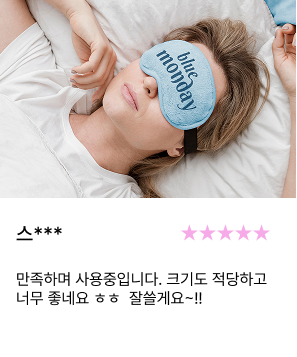 blue
monday
스***
★★★★★
만족하며 사용중입니다. 크기도 적당하고
너무 좋네요 ㅎㅎ 잘쓸게요~!!